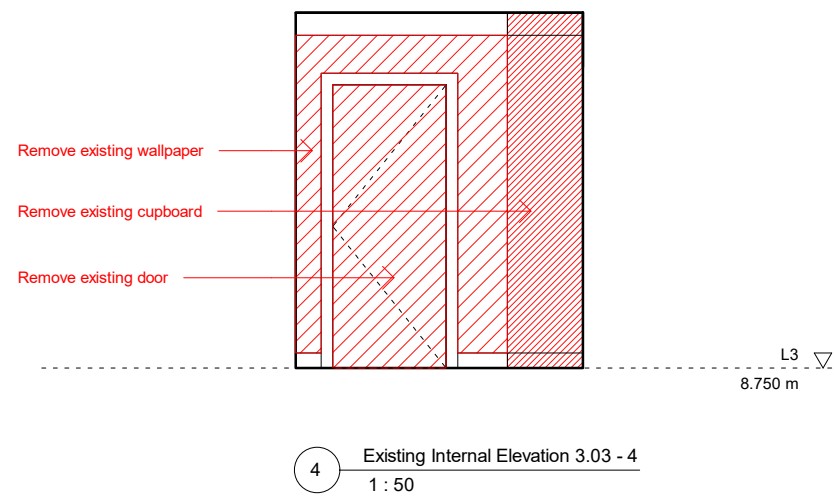 Remove existing wallpaper
Remove existing cupboard
Remove existing door
L3
8.750 m
4
Existing Internal Elevation 3.03 - 4
1 : 50